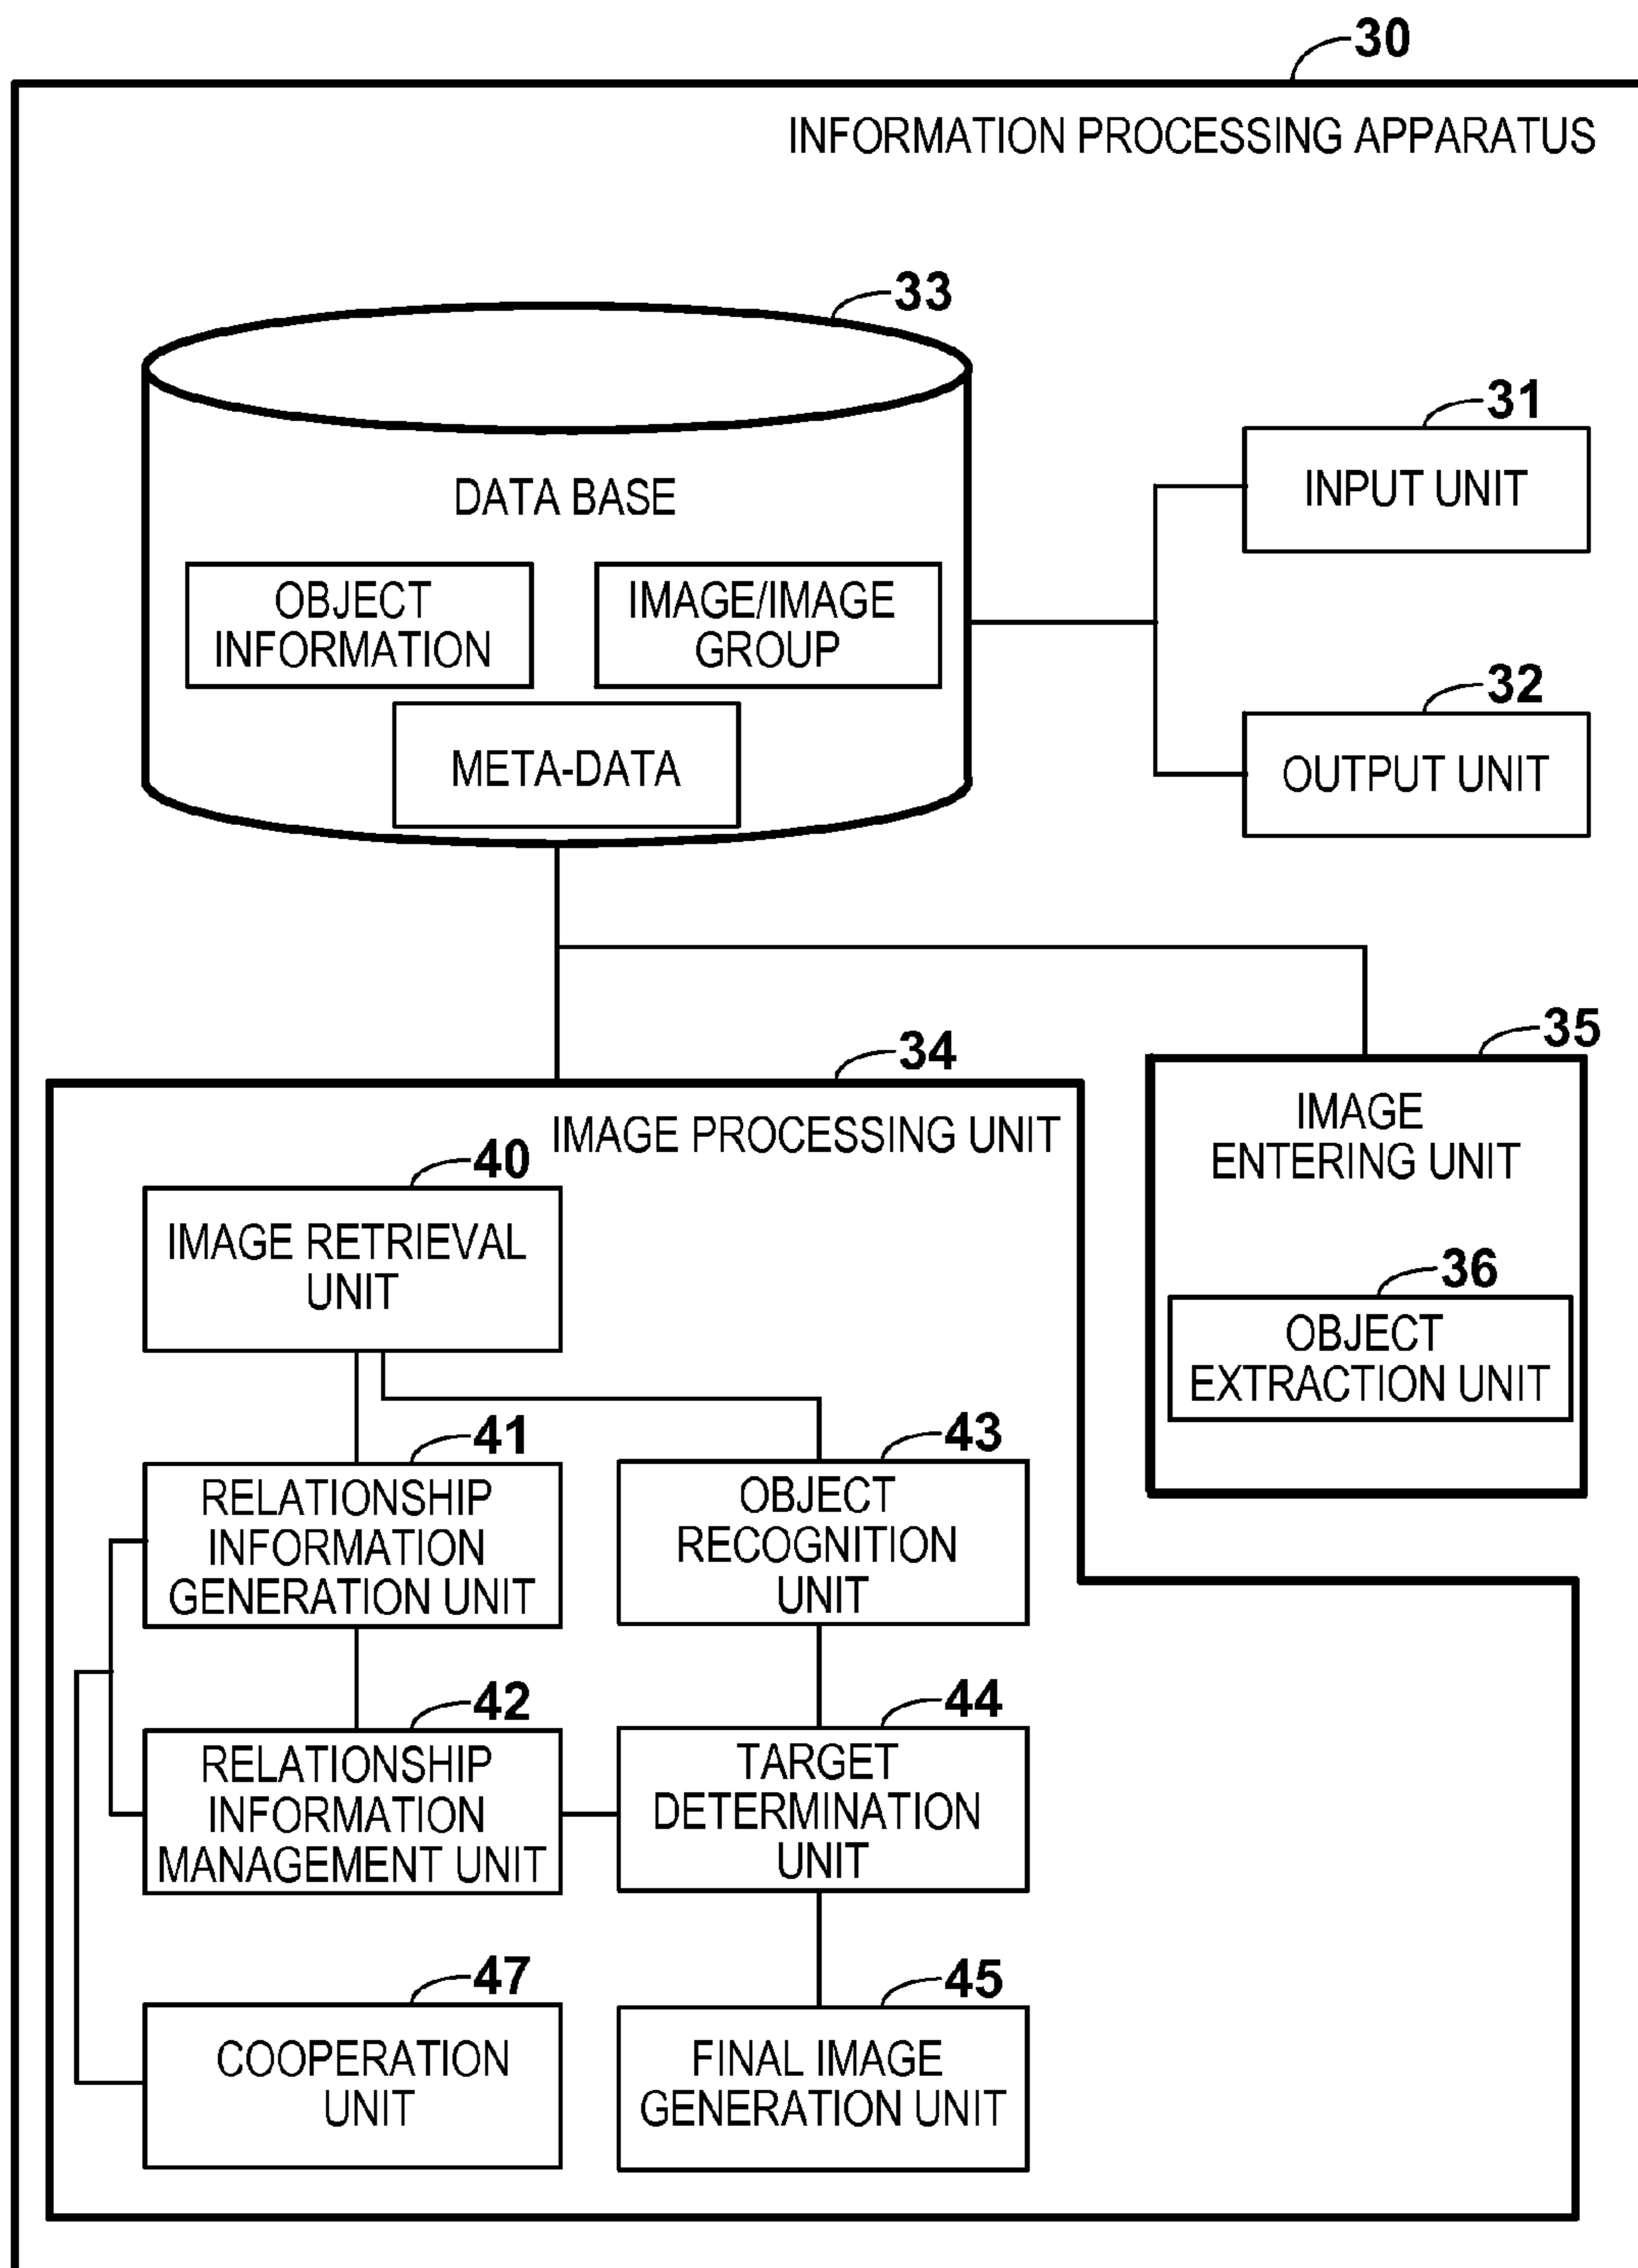 30
INFORMATION PROCESSING APPARATUS
33
DATA BASE
OBJECT
INFORMATION
IMAGE/IMAGE
GROUP
META-DATA
31
INPUT UNIT
32
OUTPUT UNIT
34
IMAGE PROCESSING UNIT
35
IMAGE
ENTERING UNIT
36
OBJECT
EXTRACTION UNIT
40
IMAGE RETRIEVAL
UNIT
41
RELATIONSHIP
INFORMATION
GENERATION UNIT
43
OBJECT
RECOGNITION
UNIT
42
RELATIONSHIP
INFORMATION
MANAGEMENT UNIT
44
TARGET
DETERMINATION
UNIT
47
COOPERATION
UNIT
45
FINAL IMAGE
GENERATION UNIT